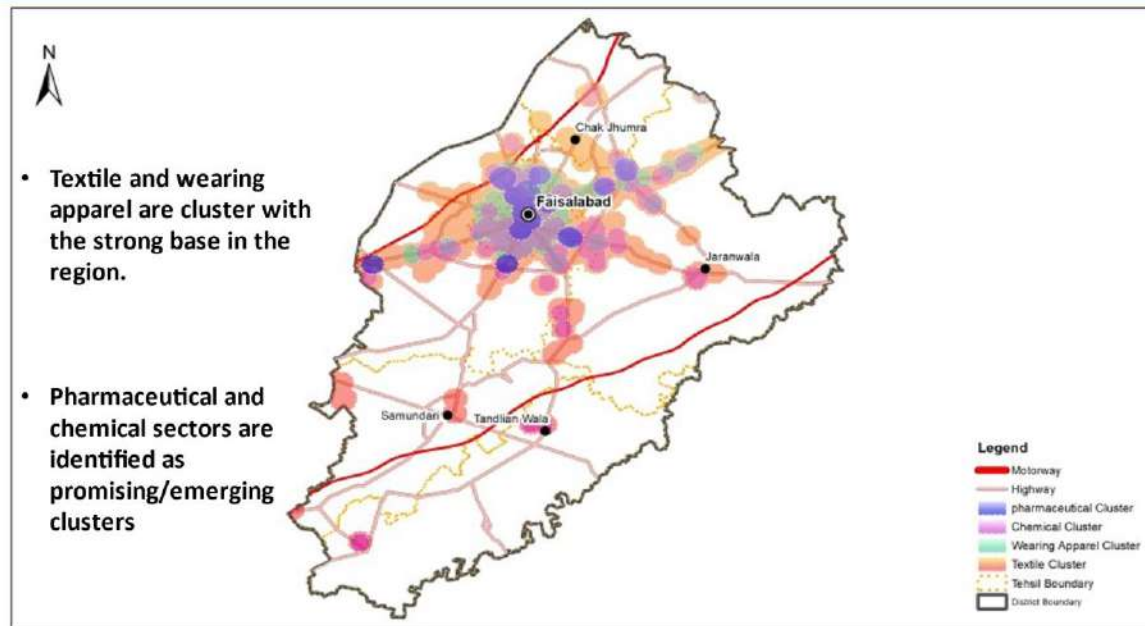 N
• Textile and wearing
apparel are cluster with
the strong base in the
region.
• Pharmaceutical and
chemical sectors are
identified as
promising/emerging
clusters
Chak Jhumra
Faisalabad
Jaranwala
Samundari
Tandlian Wala
Legend
Motorway
Highway
pharmaceutical Cluster
Chemical Cluster
Wearing Apparel Cluster
Textile Cluster
Tehsil Boundary
District Boundary